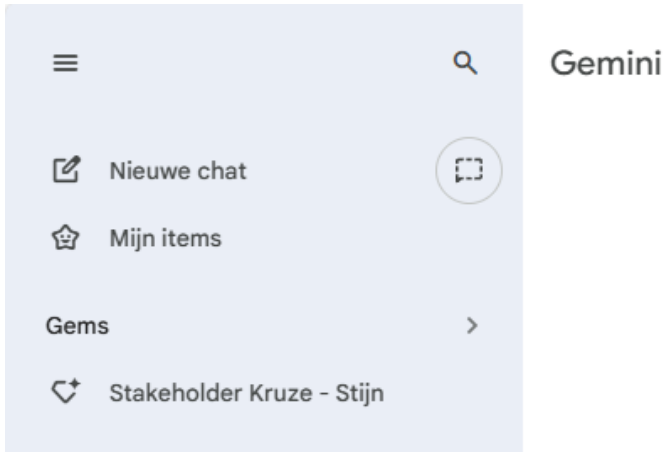 Gemini
Nieuwe chat
Mijn items
Gems
Stakeholder Kruze - Stijn